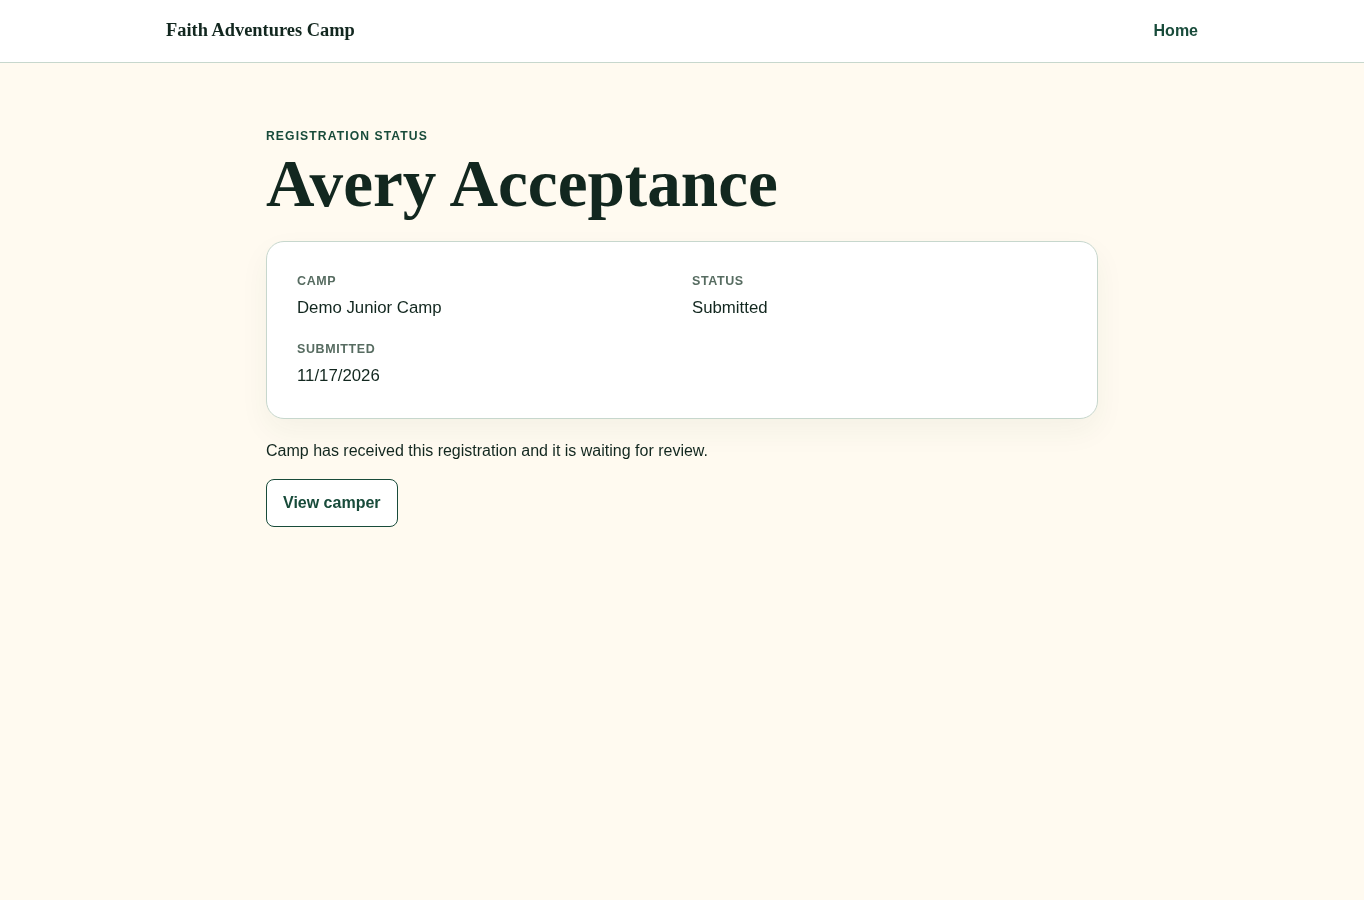 Faith Adventures Camp
Home
REGISTRATION STATUS
Avery Acceptance
CAMP
Demo Junior Camp
STATUS
Submitted
SUBMITTED
11/17/2026
Camp has received this registration and it is waiting for review.
View camper